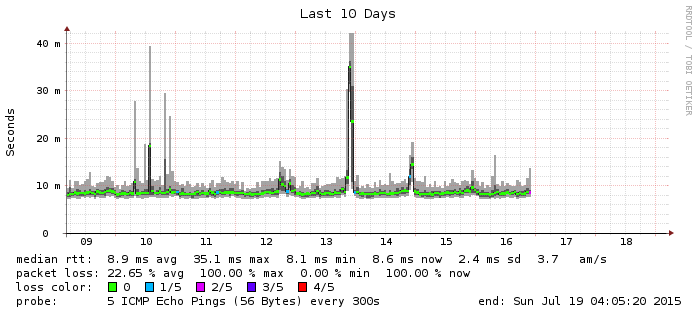 Last 10 Days
RRDTOOL / TOBI OETIKER
Seconds
40 m
30 m
20 m
10 m
0
09 10 11 12 13 14 15 16 17 18
median rtt: 8.9 ms avg 35.1 ms max 8.1 ms min 8.6 ms now 2.4 ms sd 3.7 am/s
packet loss: 22.65 % avg 100.00 % max 0.00 % min 100.00 % now
loss color: 0 1/5 2/5 3/5 4/5
probe: 5 ICMP Echo Pings (56 Bytes) every 300s end: Sun Jul 19 04:05:20 2015